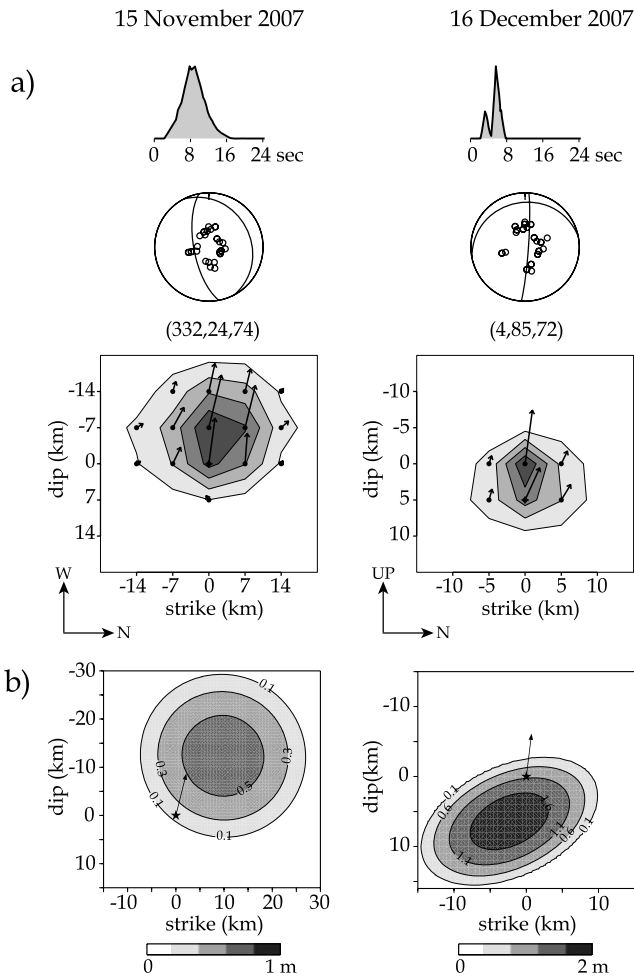 15 November 2007 16 December 2007
a)
0 8 16 24 sec 0 8 16 24 sec
(332,24,74) (4,85,72)
-14 -10
-7 -5
0 0
7 5
14 10
dip (km) dip (km)
-14 -7 0 7 14 -10 -5 0 5 10
strike (km) strike (km)
W UP
N N
b)
-30
-20
-10 -10
0 0
10 10
dip (km) dip (km)
0.1 0.3 0.5 0.3 0.1 0.1
0.1 0.6 1.6 1.1 0.6 0.1 1.1
-10 0 10 20 30 -10 0 10
strike (km) strike (km)
0 1 m 0 2 m